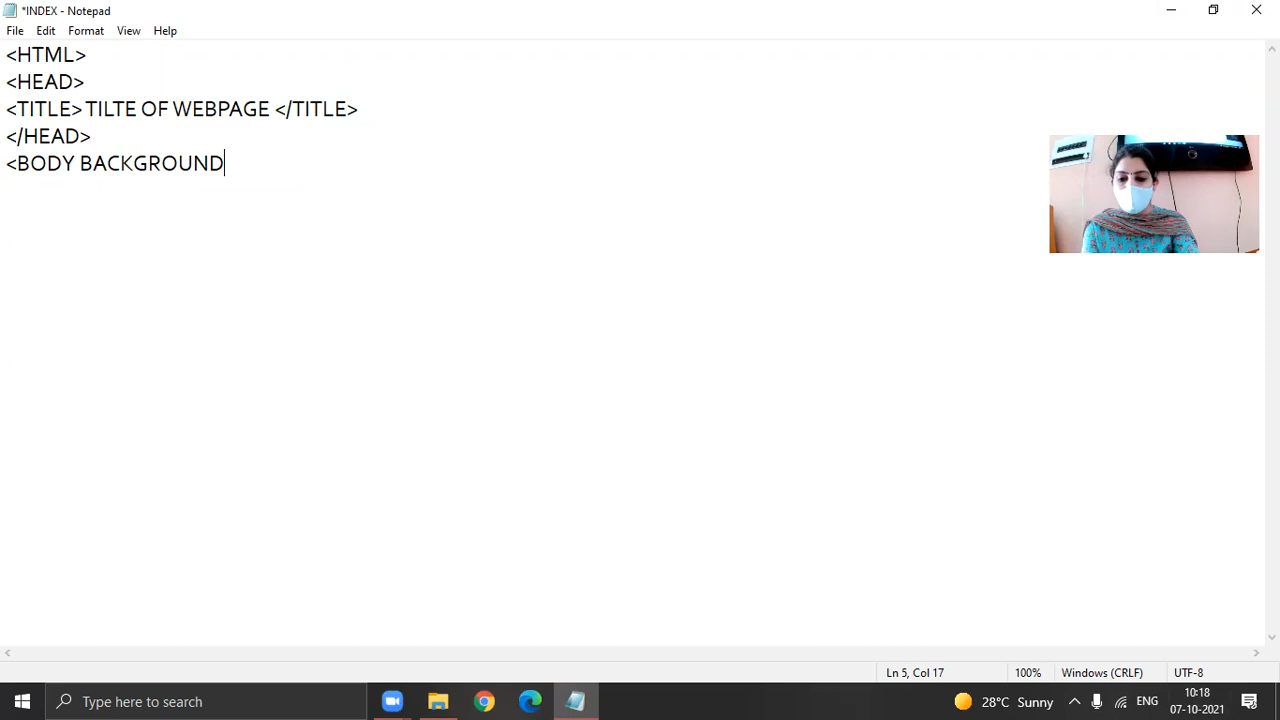 *INDEX - Notepad
File Edit Format View Help
<HTML>
<HEAD>
<TITLE> TILTE OF WEBPAGE </TITLE>
</HEAD>
<BODY BACKGROUND
Ln 5, Col 17 100% Windows (CRLF) UTF-8
Type here to search 28°C Sunny ENG 10:18
07-10-2021